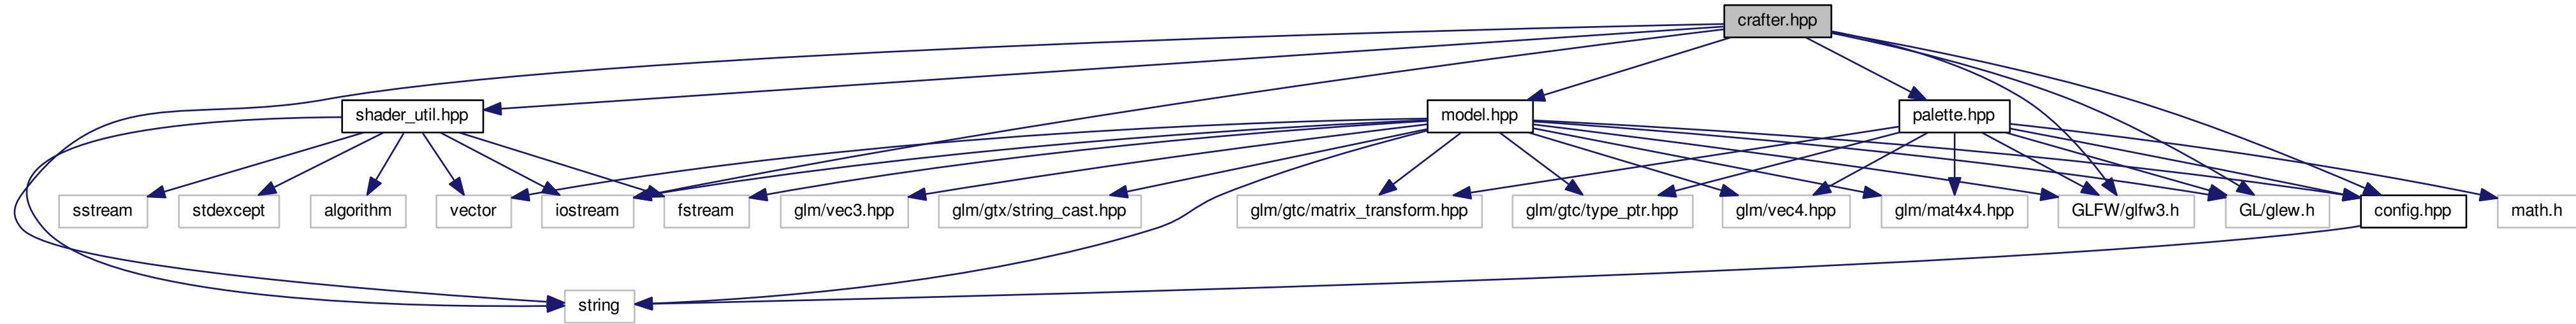 crafter.hpp
shader_util.hpp
model.hpp
palette.hpp
sstream
stdexcept
algorithm
vector
iostream
fstream
glm/vec3.hpp
glm/gtx/string_cast.hpp
glm/gtc/matrix_transform.hpp
glm/gtc/type_ptr.hpp
glm/vec4.hpp
glm/mat4x4.hpp
GLFW/glfw3.h
GL/glew.h
config.hpp
math.h
string